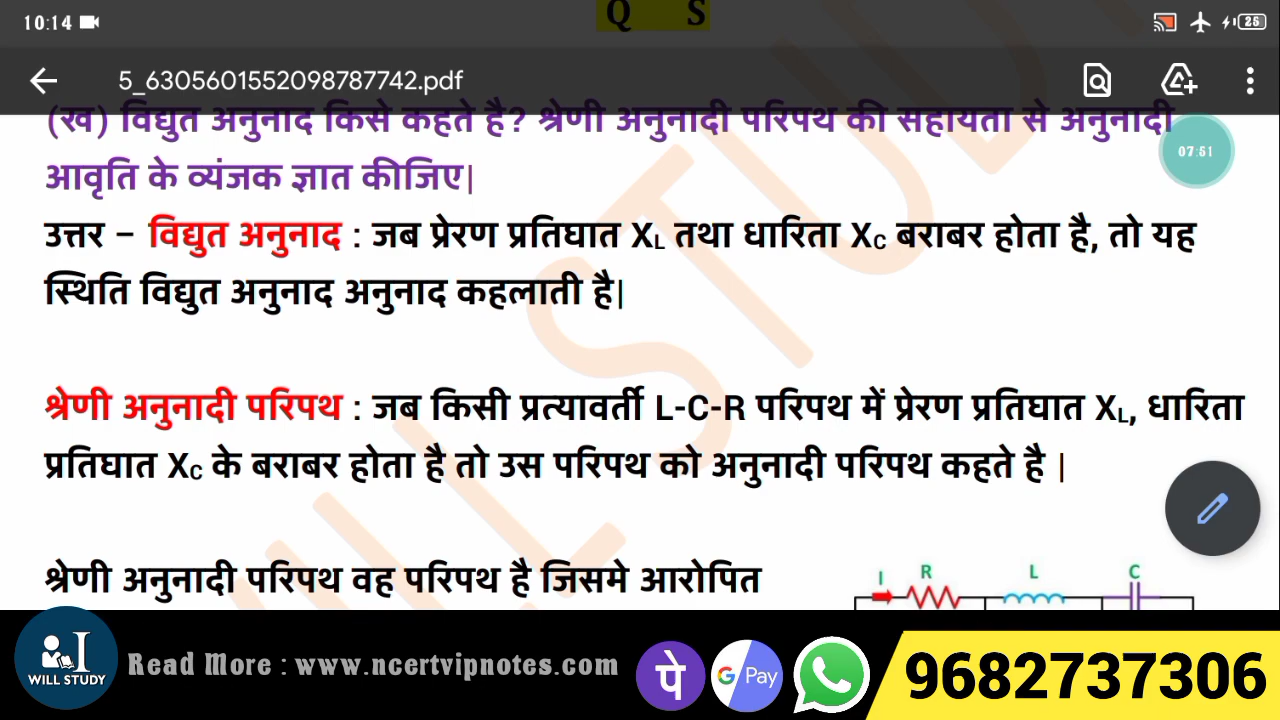 10:14
Q S
25
5_6305601552098787742.pdf
(ख) विद्युत अनुनाद किसे कहते है? श्रेणी अनुनादी परिपथ की सहायता से अनुनादी
07:51
आवृति के व्यंजक ज्ञात कीजिए|
उत्तर – विद्युत अनुनाद : जब प्रेरण प्रतिघात XL तथा धारिता XC बराबर होता है, तो यह
स्थिति विद्युत अनुनाद अनुनाद कहलाती है|
श्रेणी अनुनादी परिपथ : जब किसी प्रत्यावर्ती L-C-R परिपथ में प्रेरण प्रतिघात XL, धारिता
प्रतिघात XC के बराबर होता है तो उस परिपथ को अनुनादी परिपथ कहते है |
श्रेणी अनुनादी परिपथ वह परिपथ है जिसमे आरोपित
I R L C
WILL STUDY
I
WILL STUDY
Read More : www.ncertvipnotes.com
पे
G Pay
9682737306